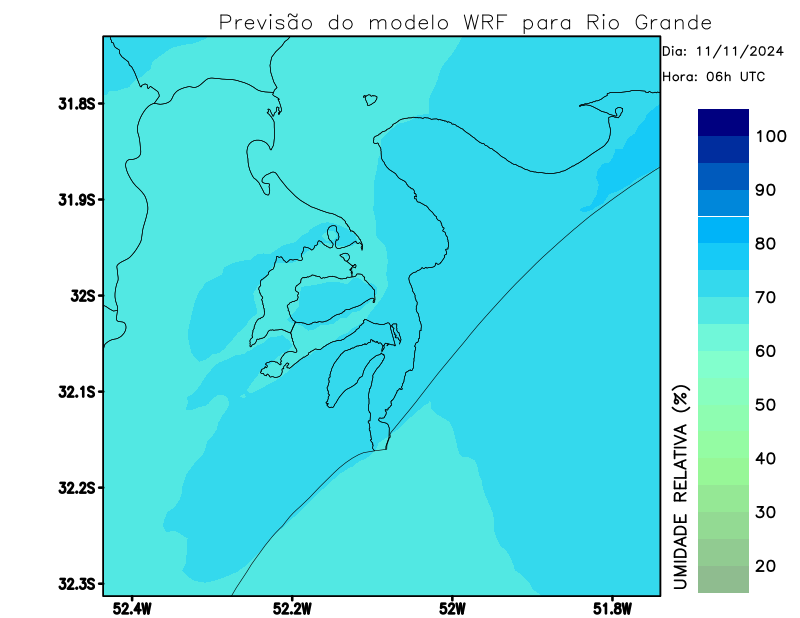 Previsão do modelo WRF para Rio Grande
Dia: 11/11/2024
Hora: 06h UTC
31.8S
31.9S
32S
32.1S
32.2S
32.3S
52.4W
52.2W
52W
51.8W
UMIDADE RELATIVA (%)
100
90
80
70
60
50
40
30
20